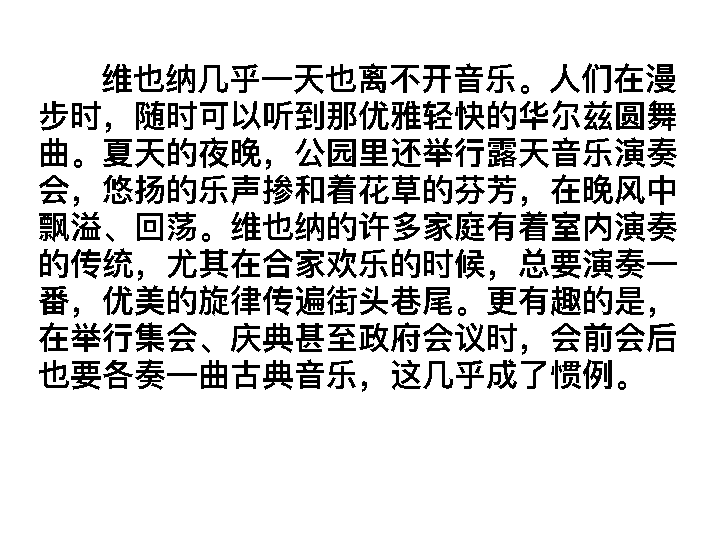 维也纳几乎一天也离不开音乐。人们在漫
步时，随时可以听到那优雅轻快的华尔兹圆舞
曲。夏天的夜晚，公园里还举行露天音乐演奏
会，悠扬的乐声掺和着花草的芬芳，在晚风中
飘溢、回荡。维也纳的许多家庭有着室内演奏
的传统，尤其在合家欢乐的时候，总要演奏一
番，优美的旋律传遍街头巷尾。更有趣的是，
在举行集会、庆典甚至政府会议时，会前会后
也要各奏一曲古典音乐，这几乎成了惯例。